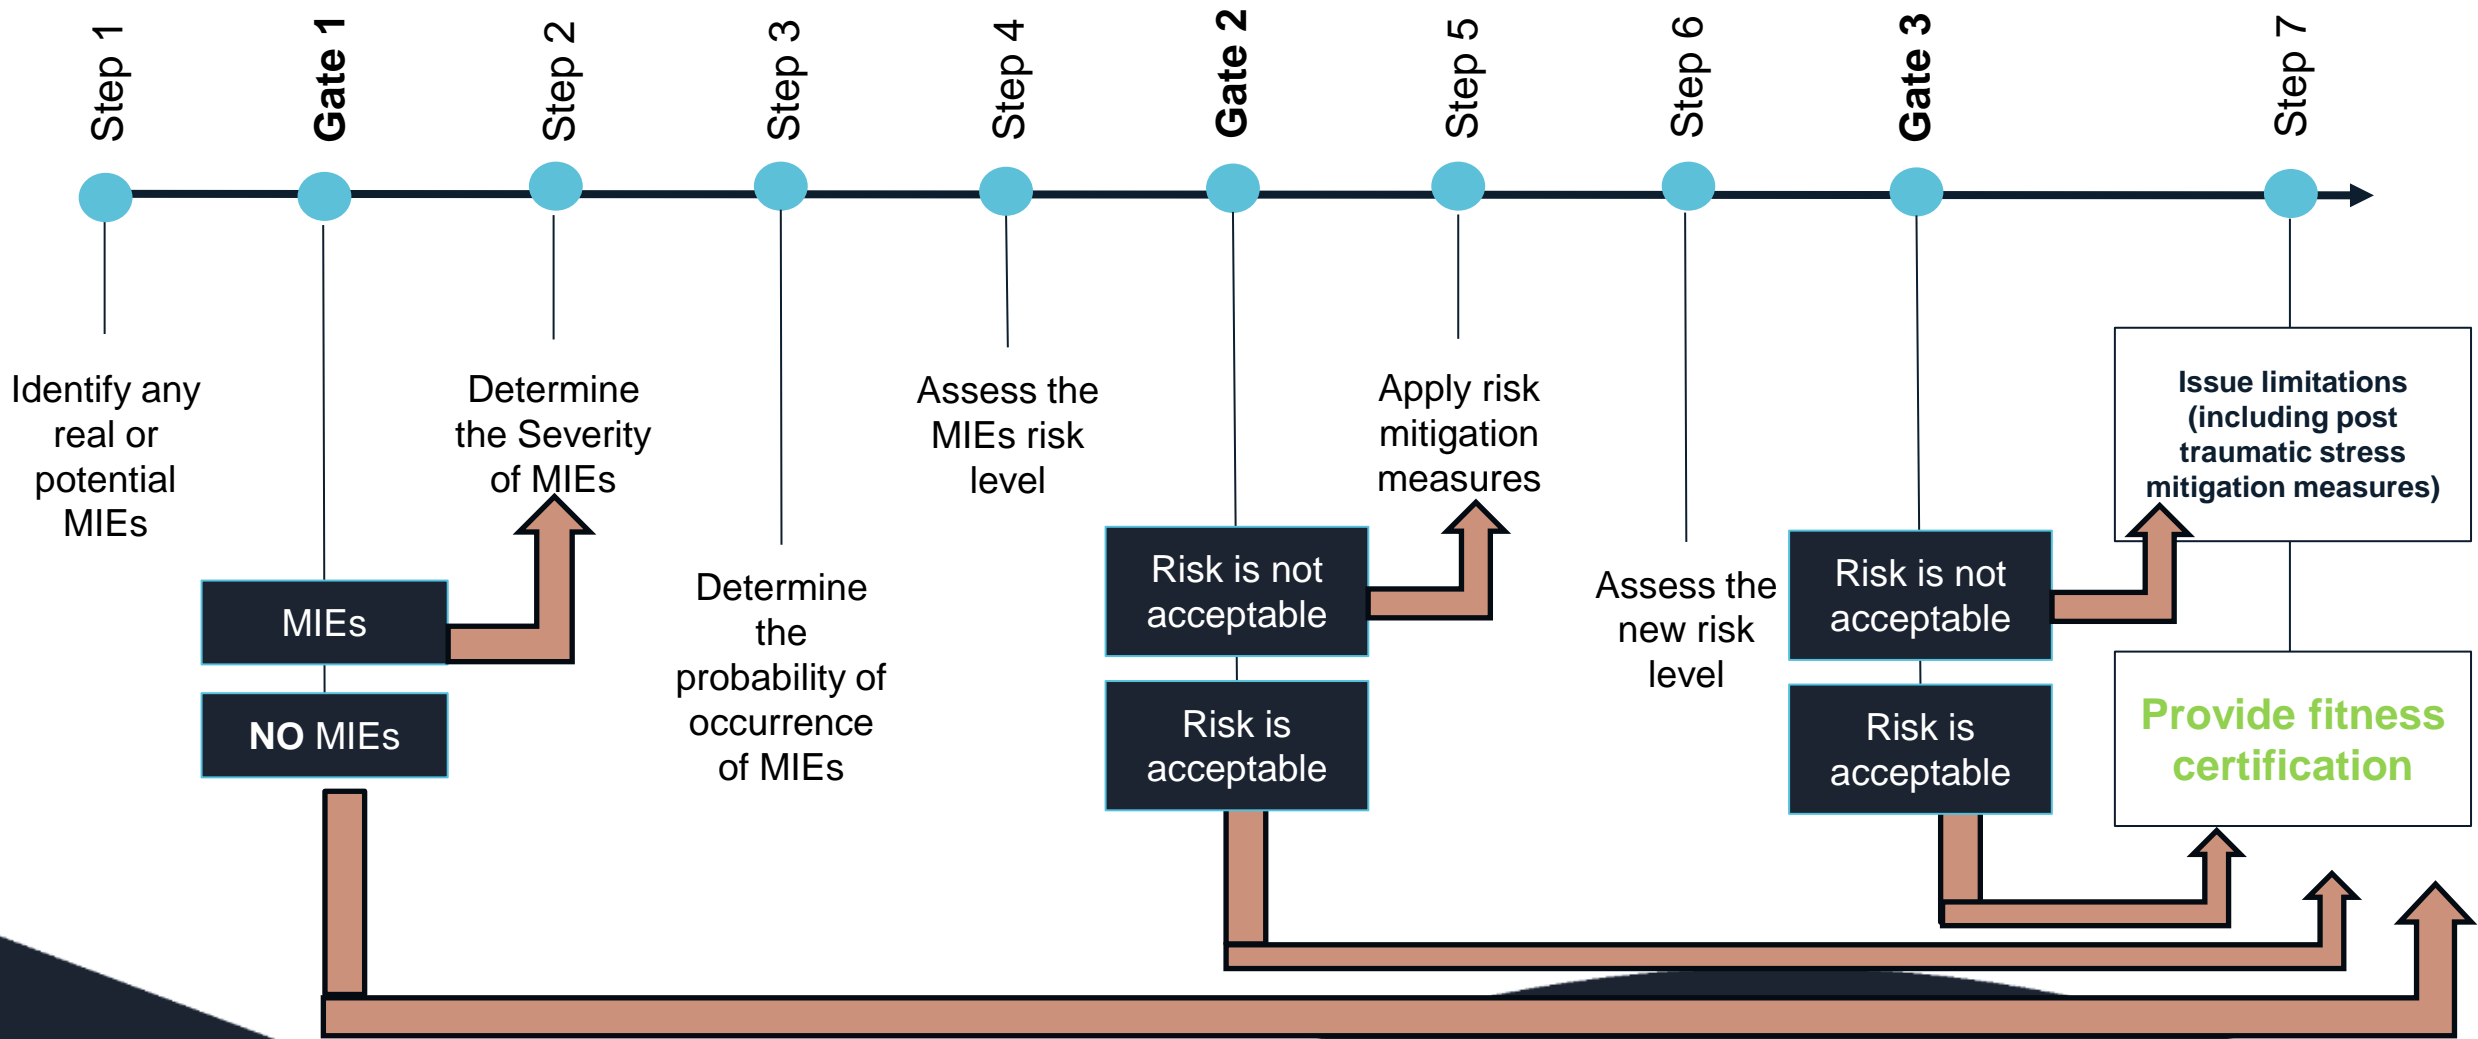 Step 1
Gate 1
Step 2
Step 3
Step 4
Gate 2
Step 5
Step 6
Gate 3
Step 7
Identify any
real or
potential
MIEs
MIEs
NO MIEs
Determine
the Severity
of MIEs
Determine
the
probability of
occurrence
of MIEs
Assess the
MIEs risk
level
Risk is not
acceptable
Risk is
acceptable
Apply risk
mitigation
measures
Assess the
new risk
level
Risk is not
acceptable
Risk is
acceptable
Issue limitations
(including post
traumatic stress
mitigation measures)
Provide fitness
certification